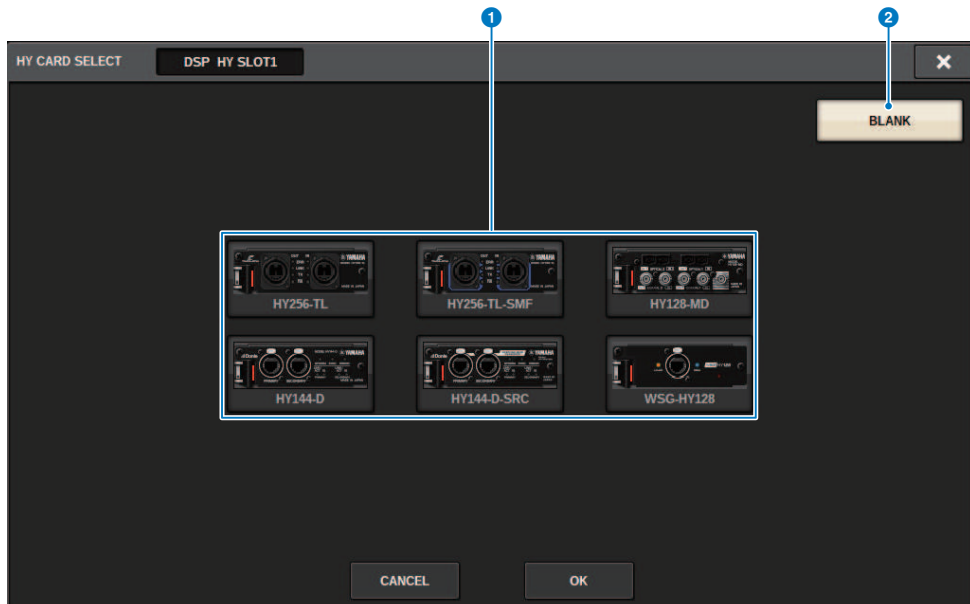 1 2
HY CARD SELECT DSP HY SLOT1 ×
BLANK
HY256-TL HY256-TL-SMF HY128-MD
HY144-D HY144-D-SRC WSG-HY128
CANCEL OK